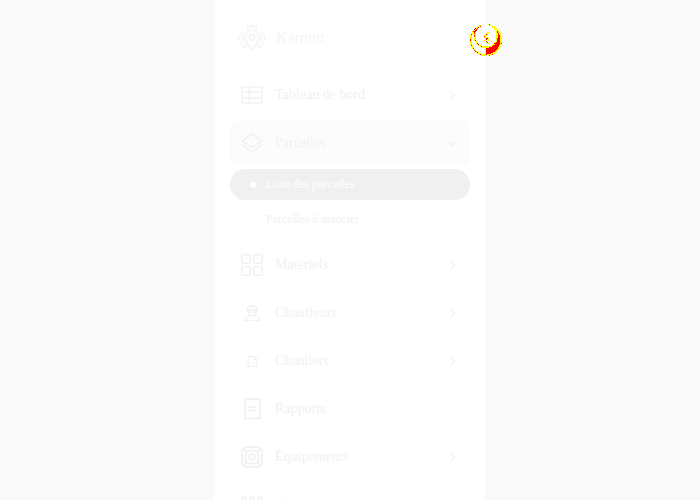 Karnott
Tableau de bord
Parcelles
Liste des parcelles
Parcelles à associer
Matériels
Chauffeurs
Chantiers
Rapports
Équipements